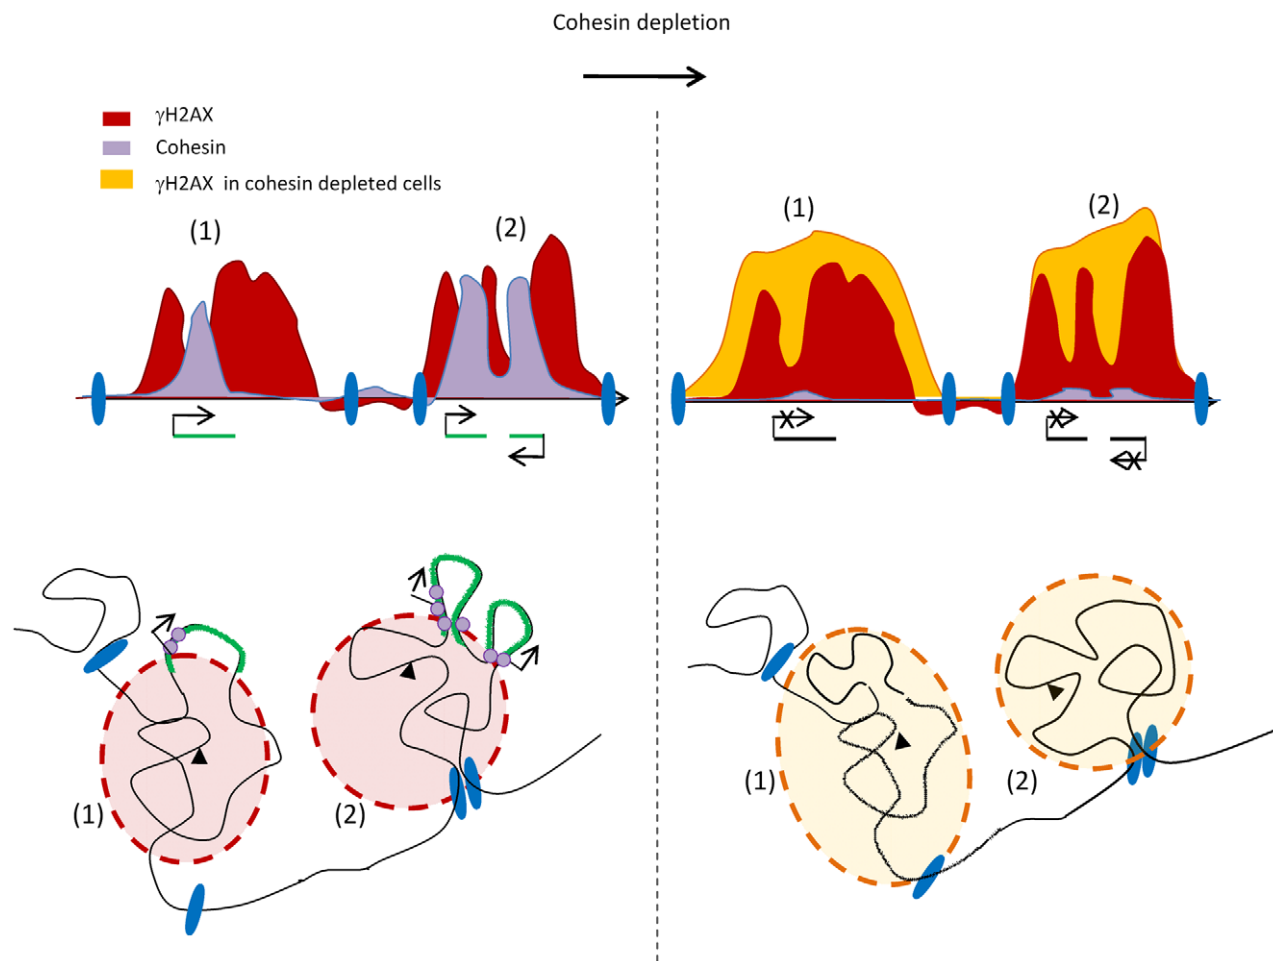 Cohesin depletion
γH2AX
Cohesin
γH2AX in cohesin depleted cells
(1)
(2)
(1)
(2)
(1)
(2)
(1)
(2)